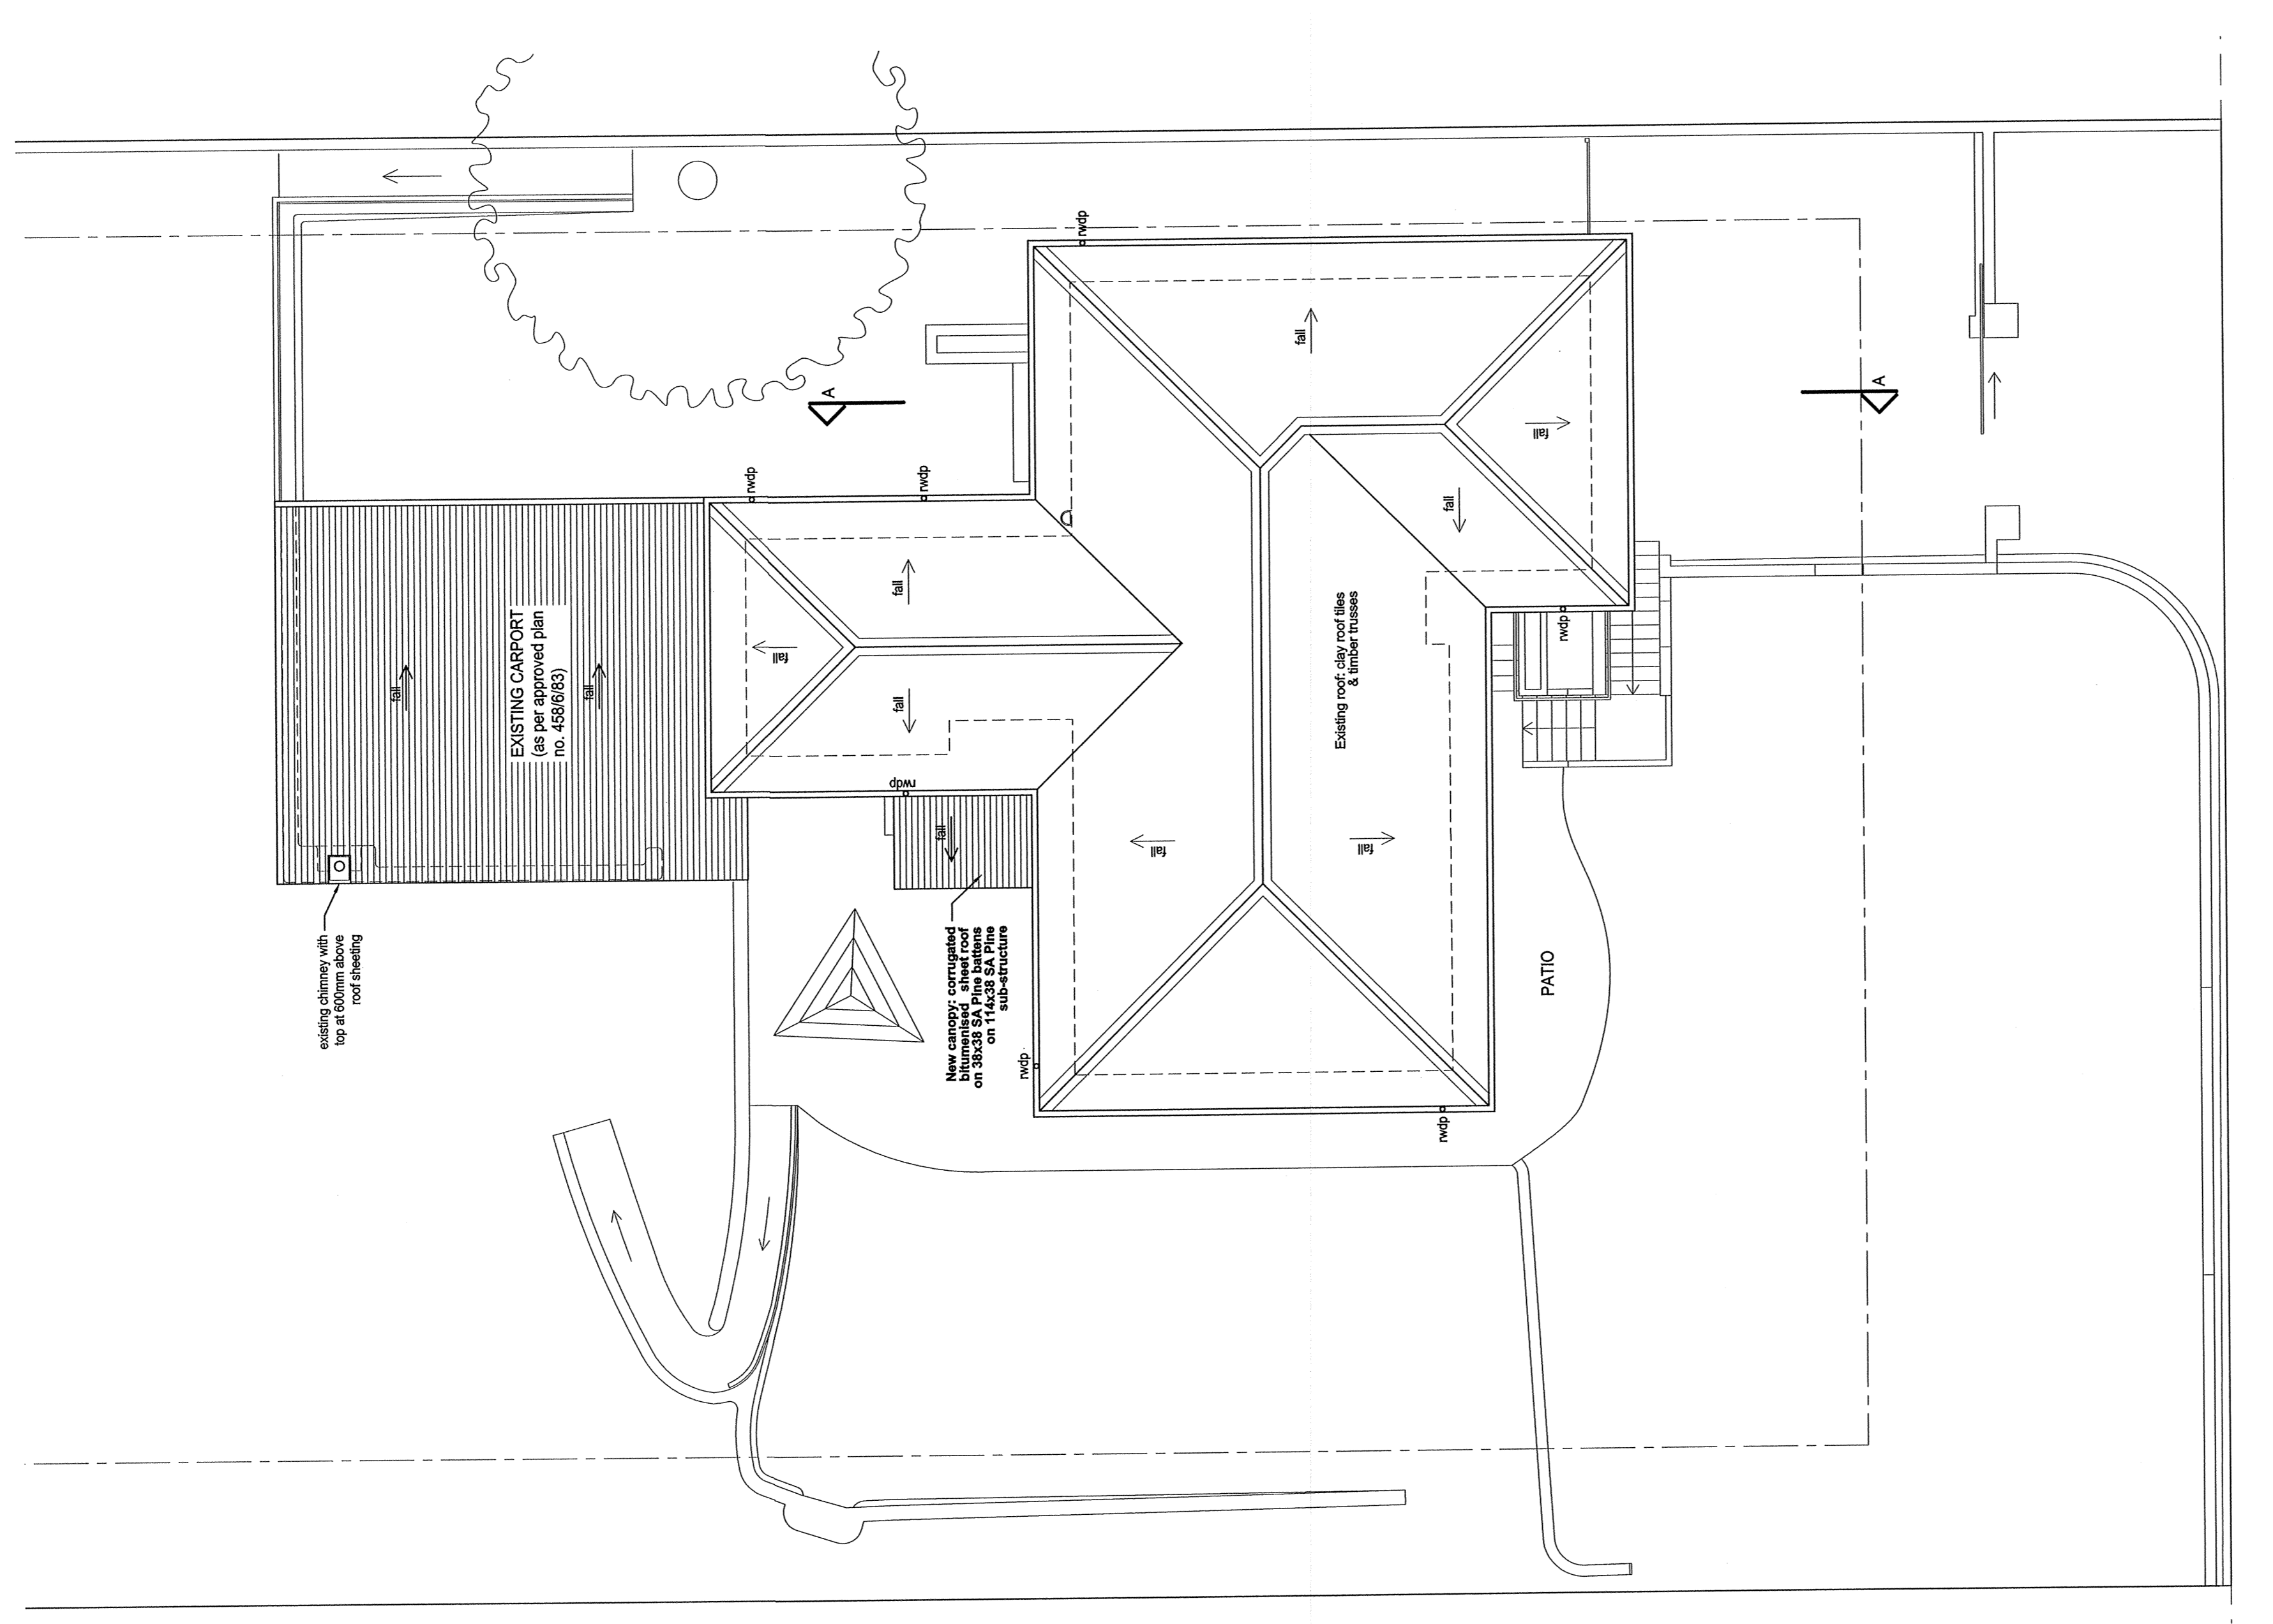 existing chimney with
top at 600mm above
roof sheeting
EXISTING CARPORT
(as per approved plan
no. 458/6/83)
fall
fall
rwdp
rwdp
fall
fall
fall
rwdp
fall
New canopy: corrugated
bitumenised sheet roof
on 38x38 SA Pine battens
on 114x38 SA Pine
sub-structure
rwdp
A
rwdp
fall
fall
fall
fall
fall
Existing roof: clay roof tiles
& timber trusses
rwdp
rwdp
PATIO
A